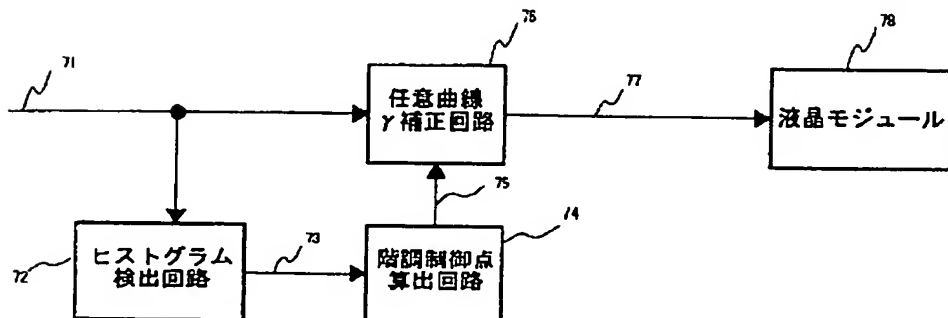 76
78
71
任意曲線
γ補正回路
77
液晶モジュール
75
74
72
ヒストグラム
検出回路
73
階調制御点
算出回路